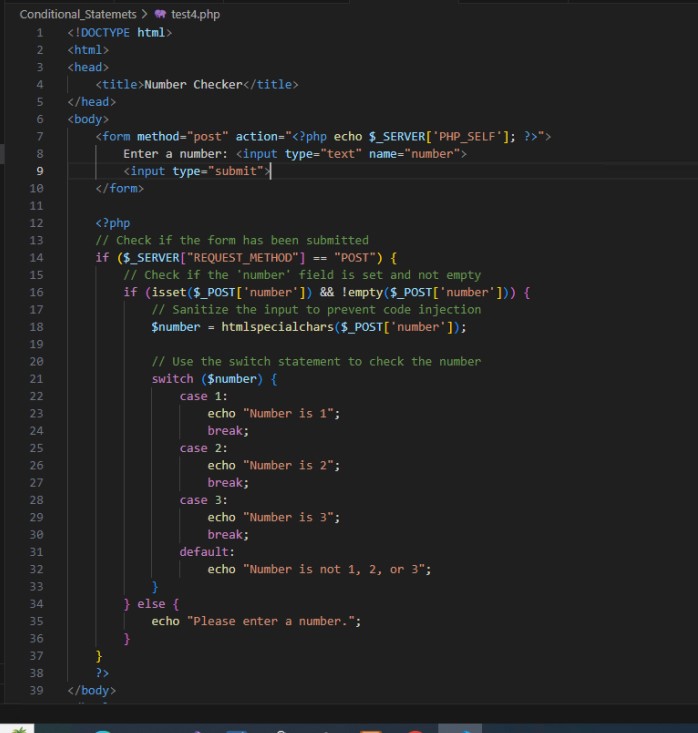 Conditional_Statemets > test4.php
1 <!DOCTYPE html>
2 <html>
3 <head>
4 <title>Number Checker</title>
5 </head>
6 <body>
7 <form method="post" action="<?php echo $_SERVER['PHP_SELF']; ?>">
8 Enter a number: <input type="text" name="number">
9 <input type="submit">
10 </form>
11
12 <?php
13 // Check if the form has been submitted
14 if ($_SERVER["REQUEST_METHOD"] == "POST") {
15 // Check if the 'number' field is set and not empty
16 if (isset($_POST['number']) && !empty($_POST['number'])) {
17 // Sanitize the input to prevent code injection
18 $number = htmlspecialchars($_POST['number']);
19
20 // Use the switch statement to check the number
21 switch ($number) {
22 case 1:
23 echo "Number is 1";
24 break;
25 case 2:
26 echo "Number is 2";
27 break;
28 case 3:
29 echo "Number is 3";
30 break;
31 default:
32 echo "Number is not 1, 2, or 3";
33 }
34 } else {
35 echo "Please enter a number.";
36 }
37 }
38 ?>
39 </body>